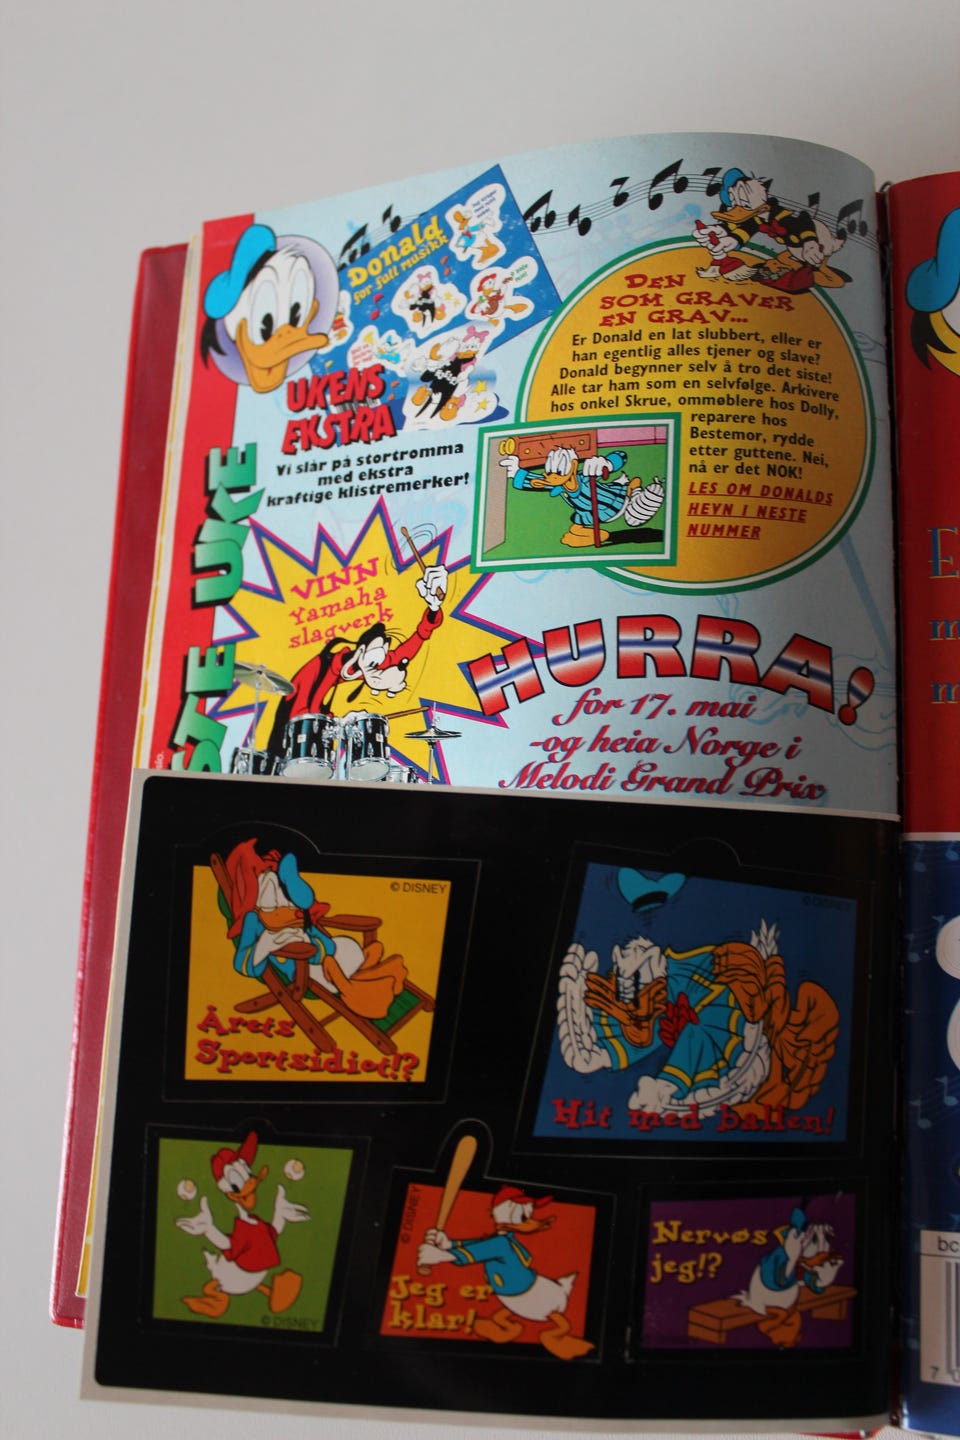 STE UKE
Donald
for full musikk
UKENS
EKSTRA
Vi slår på stortromma
med ekstra
kraftige klistremerker!
DEN
SOM GRAVER
EN GRAV...
Er Donald en lat slubbert, eller er
han egentlig alles tjener og slave?
Donald begynner selv å tro det siste!
Alle tar ham som en selvfølge. Arkivere
hos onkel Skrue, ommøblere hos Dolly,
reparere hos
Bestemor, rydde
etter guttene. Nei,
nå er det NOK!
LES OM DONALDS
HEVN I NESTE
NUMMER
VINN
Yamaha
slagverk
HURRA!
for 17. mai
-og heia Norge i
Melodi Grand Prix
© DISNEY
Årets
Sportsidiot!?
© DISNEY
Hit med ballen!
© DISNEY
© DISNEY
Jeg er
klar!
Nervøs
jeg!?
E
m
m
bc
7